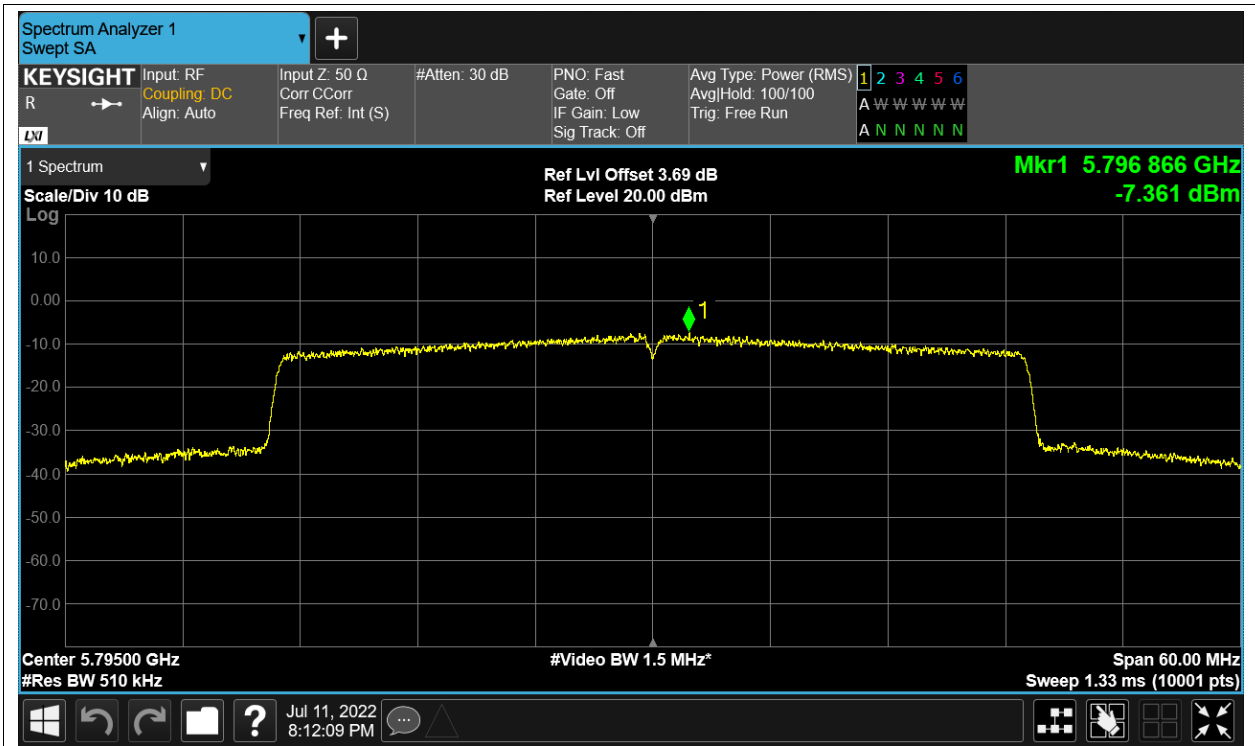 Spectrum Analyzer 1
Swept SA
KEYSIGHT
R
LXI
Input: RF
Coupling: DC
Align: Auto
Input Z: 50 Ω
Corr CCorr
Freq Ref: Int (S)
#Atten: 30 dB
PNO: Fast
Gate: Off
IF Gain: Low
Sig Track: Off
Avg Type: Power (RMS)
Avg|Hold: 100/100
Trig: Free Run
1 2 3 4 5 6
A W W W W W
A N N N N N
1 Spectrum
Scale/Div 10 dB
Log
Ref Lvl Offset 3.69 dB
Ref Level 20.00 dBm
Mkr1 5.796 866 GHz
-7.361 dBm
10.0
0.00
1
-10.0
-20.0
-30.0
-40.0
-50.0
-60.0
-70.0
Center 5.79500 GHz
#Res BW 510 kHz
#Video BW 1.5 MHz*
Span 60.00 MHz
Sweep 1.33 ms (10001 pts)
?
Jul 11, 2022
8:12:09 PM